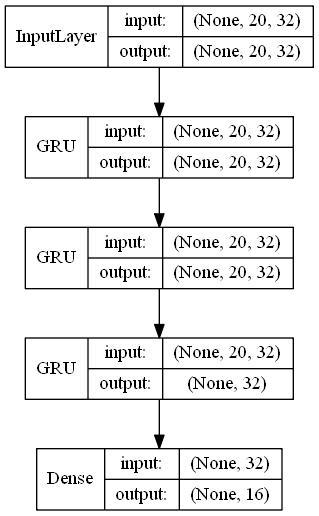 InputLayer
input: (None, 20, 32)
output: (None, 20, 32)
GRU
input: (None, 20, 32)
output: (None, 20, 32)
GRU
input: (None, 20, 32)
output: (None, 20, 32)
GRU
input: (None, 20, 32)
output: (None, 32)
Dense
input: (None, 32)
output: (None, 16)